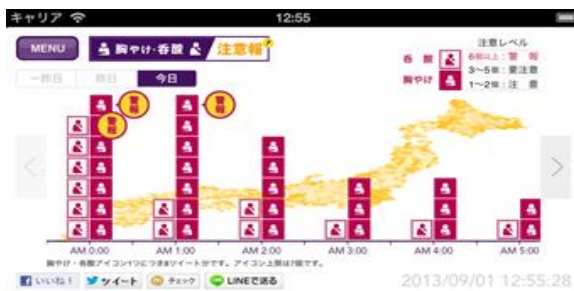 キャリア 12:55
MENU 胸やけ・呑酸 注意報
注意レベル
呑酸 6個以上：警報
胸やけ 3～5個：要注意
1～2個：注意
一昨日 昨日 今日
警報 警報
警報
AM 0:00 AM 1:00 AM 2:00 AM 3:00 AM 4:00 AM 5:00
胸やけ・呑酸アイコン1つにつき8ツイート分です。アイコン上限は7個です。
いいね！ ツイート チェック LINEで送る
2013/09/01 12:55:28